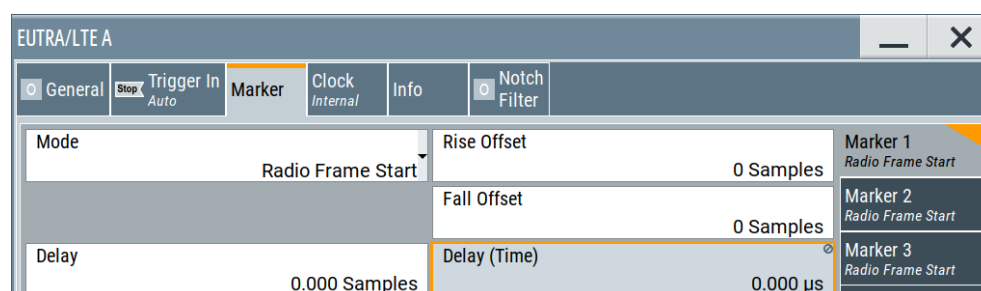 EUTRA/LTE A
General
Stop
Trigger In
Auto
Marker
Clock
Internal
Info
Notch
Filter
Mode
Radio Frame Start
Rise Offset
0 Samples
Fall Offset
0 Samples
Delay
0.000 Samples
Delay (Time)
0.000 µs
Marker 1
Radio Frame Start
Marker 2
Radio Frame Start
Marker 3
Radio Frame Start